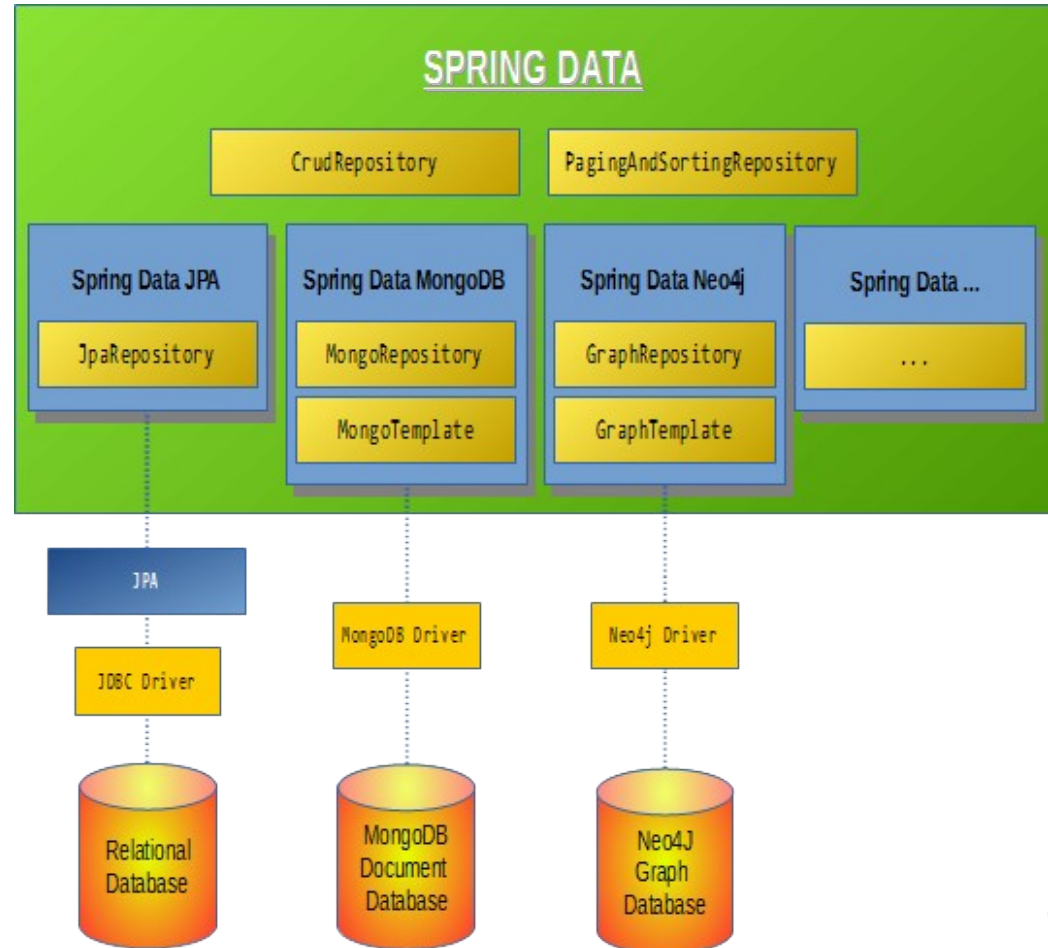 SPRING DATA
CrudRepository
PagingAndSortingRepository
Spring Data JPA
JpaRepository
Spring Data MongoDB
MongoRepository
MongoTemplate
Spring Data Neo4j
GraphRepository
GraphTemplate
Spring Data ...
...
JPA
JDBC Driver
MongoDB Driver
Neo4j Driver
Relational
Database
MongoDB
Document
Database
Neo4J
Graph
Database